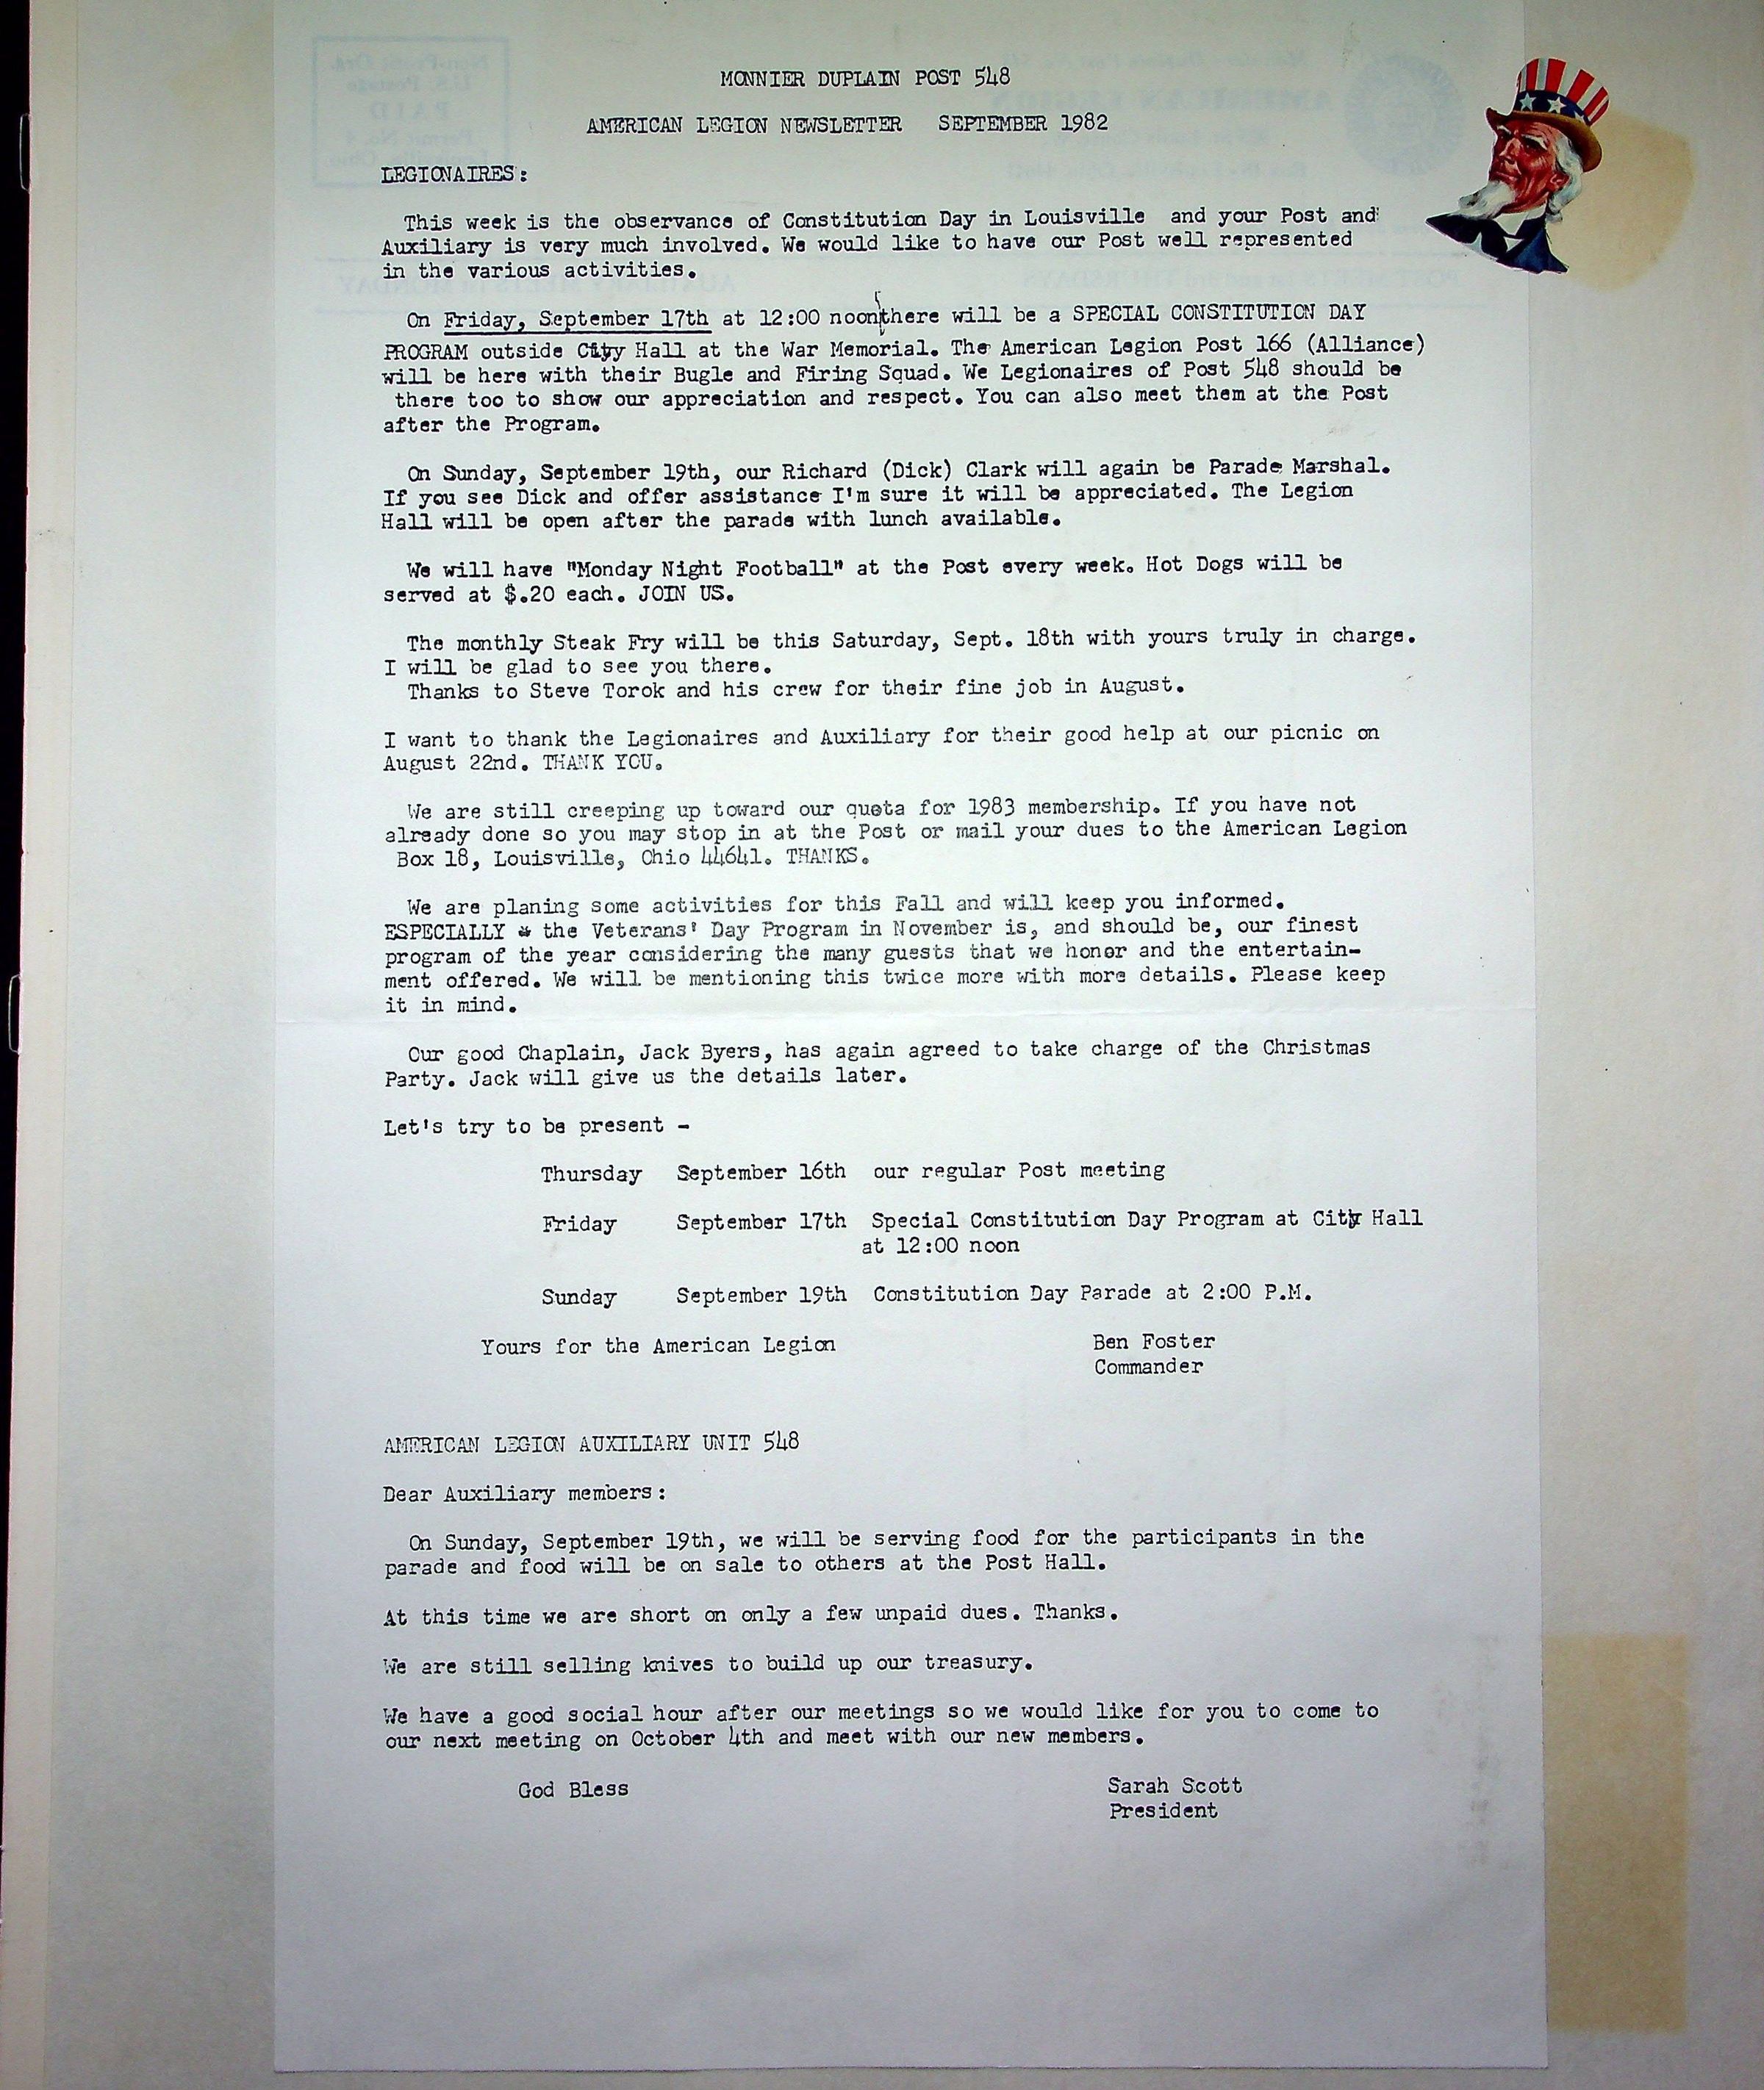 MONNIER DUPLAIN POST 548
AMERICAN LEGION NEWSLETTER SEPTEMBER 1982
LEGIONAIRES:
This week is the observance of Constitution Day in Louisville and your Post and
Auxiliary is very much involved. We would like to have our Post well represented
in the various activities.
On Friday, September 17th at 12:00 noon there will be a SPECIAL CONSTITUTION DAY
PROGRAM outside City Hall at the War Memorial. The American Legion Post 166 (Alliance)
will be here with their Bugle and Firing Squad. We Legionaires of Post 548 should be
there too to show our appreciation and respect. You can also meet them at the Post
after the Program.
On Sunday, September 19th, our Richard (Dick) Clark will again be Parade Marshal.
If you see Dick and offer assistance I'm sure it will be appreciated. The Legion
Hall will be open after the parade with lunch available.
We will have "Monday Night Football" at the Post every week. Hot Dogs will be
served at $.20 each. JOIN US.
The monthly Steak Fry will be this Saturday, Sept. 18th with yours truly in charge.
I will be glad to see you there.
Thanks to Steve Torok and his crew for their fine job in August.
I want to thank the Legionaires and Auxiliary for their good help at our picnic on
August 22nd. THANK YOU.
We are still creeping up toward our quota for 1983 membership. If you have not
already done so you may stop in at the Post or mail your dues to the American Legion
Box 18, Louisville, Ohio 44641. THANKS.
We are planing some activities for this Fall and will keep you informed.
ESPECIALLY the Veterans' Day Program in November is, and should be, our finest
program of the year considering the many guests that we honor and the entertain-
ment offered. We will be mentioning this twice more with more details. Please keep
it in mind.
Our good Chaplain, Jack Byers, has again agreed to take charge of the Christmas
Party. Jack will give us the details later.
Let's try to be present -
Thursday September 16th our regular Post meeting
Friday September 17th Special Constitution Day Program at City Hall
at 12:00 noon
Sunday September 19th Constitution Day Parade at 2:00 P.M.
Yours for the American Legion Ben Foster
Commander
AMERICAN LEGION AUXILIARY UNIT 548
Dear Auxiliary members:
On Sunday, September 19th, we will be serving food for the participants in the
parade and food will be on sale to others at the Post Hall.
At this time we are short on only a few unpaid dues. Thanks.
We are still selling knives to build up our treasury.
We have a good social hour after our meetings so we would like for you to come to
our next meeting on October 4th and meet with our new members.
God Bless Sarah Scott
President